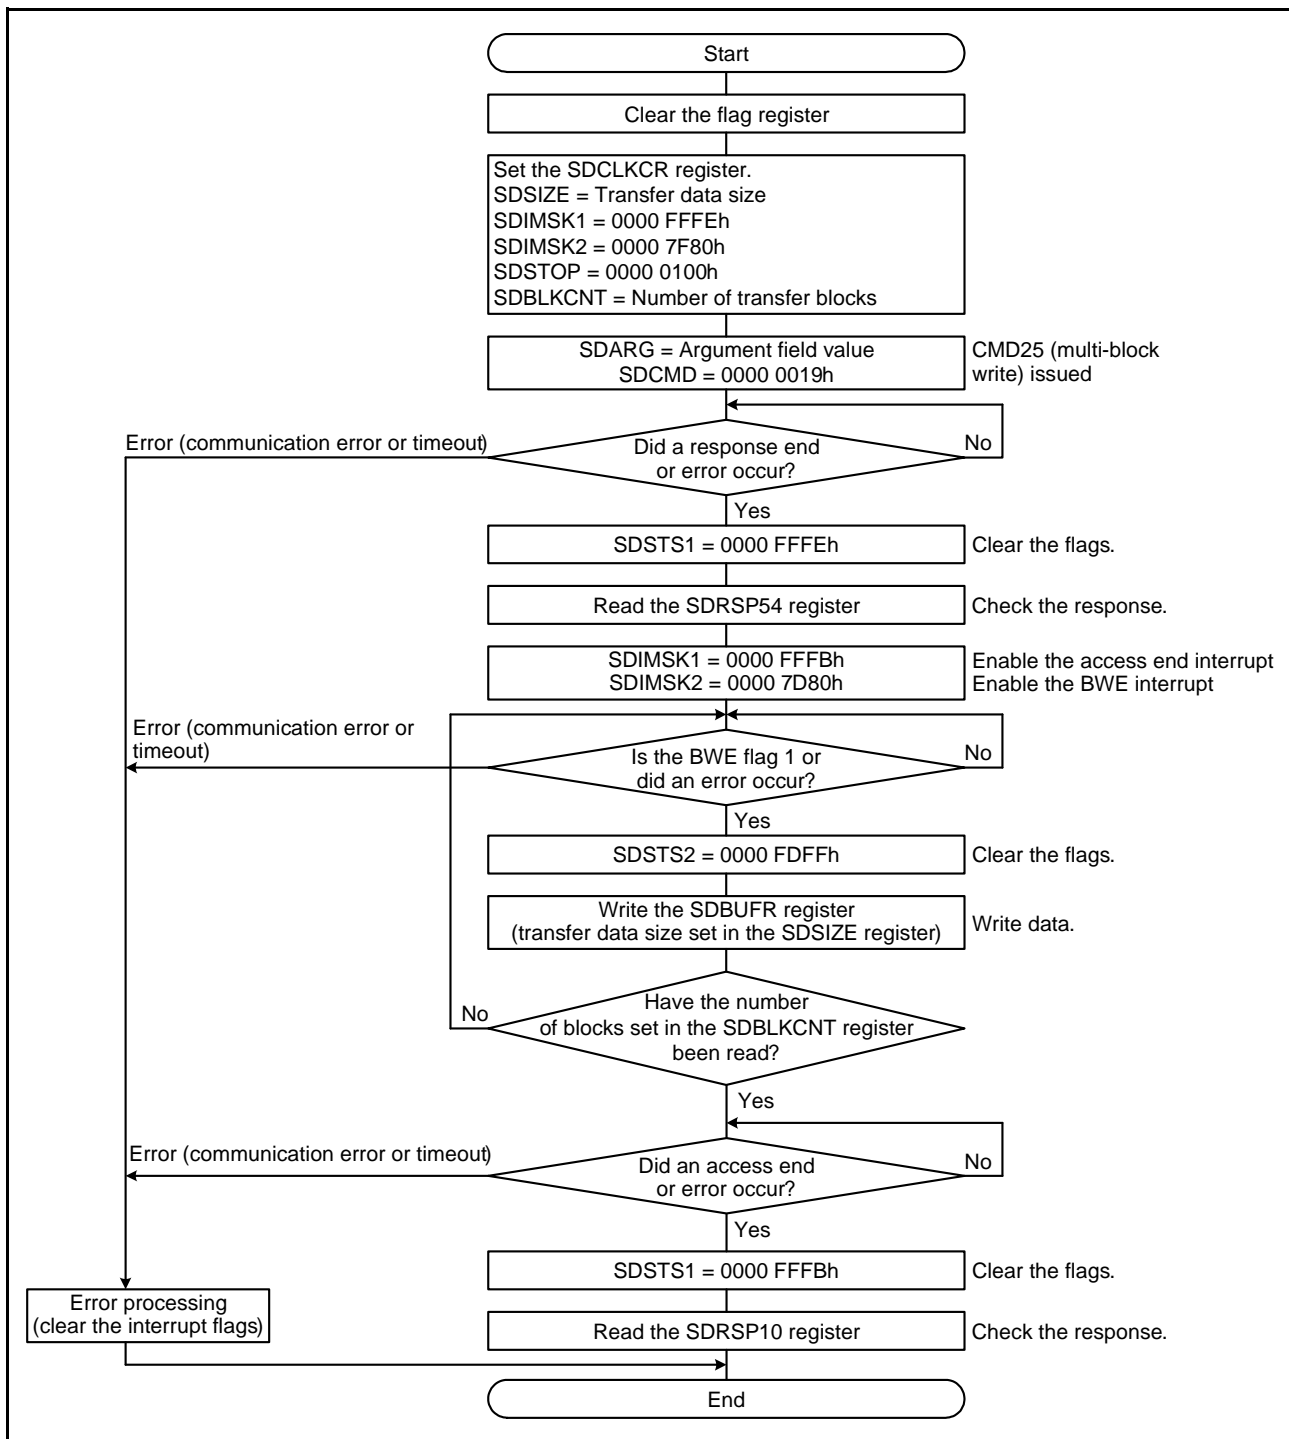 Start
Clear the flag register
Set the SDCLKCR register.
SDSIZE = Transfer data size
SDIMSK1 = 0000 FFFEh
SDIMSK2 = 0000 7F80h
SDSTOP = 0000 0100h
SDBLKCNT = Number of transfer blocks
SDARG = Argument field value
SDCMD = 0000 0019h
CMD25 (multi-block
write) issued
Error (communication error or timeout)
Did a response end
or error occur?
No
Yes
SDSTS1 = 0000 FFFEh
Clear the flags.
Read the SDRSP54 register
Check the response.
SDIMSK1 = 0000 FFFBh
SDIMSK2 = 0000 7D80h
Enable the access end interrupt
Enable the BWE interrupt
Error (communication error or
timeout)
Is the BWE flag 1 or
did an error occur?
No
Yes
SDSTS2 = 0000 FDFFh
Clear the flags.
Write the SDBUFR register
(transfer data size set in the SDSIZE register)
Write data.
No
Have the number
of blocks set in the SDBLKCNT register
been read?
Yes
Error (communication error or timeout)
Did an access end
or error occur?
No
Yes
SDSTS1 = 0000 FFFBh
Clear the flags.
Error processing
(clear the interrupt flags)
Read the SDRSP10 register
Check the response.
End